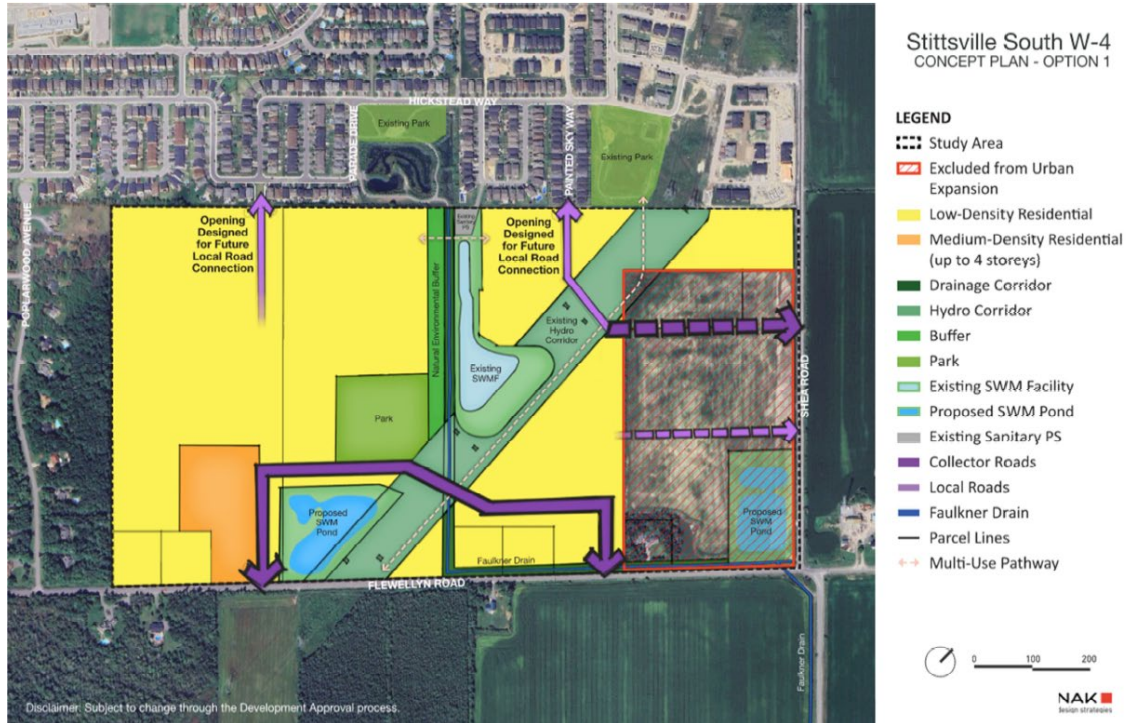 Stittsville South W-4
CONCEPT PLAN - OPTION 1
LEGEND
Study Area
Excluded from Urban
Expansion
Low-Density Residential
Medium-Density Residential
(up to 4 storeys)
Drainage Corridor
Hydro Corridor
Buffer
Park
Existing SWM Facility
Proposed SWM Pond
Existing Sanitary PS
Collector Roads
Local Roads
Faulkner Drain
Parcel Lines
Multi-Use Pathway
0 100 200
NAK
design strategies
HICKSTEAD WAY
PARADE DRIVE
Existing Park
PAINTED SKY WAY
Existing Park
POPLARWOOD AVENUE
Opening
Designed
for Future
Local Road
Connection
Existing
Sanitary
PS
Opening
Designed
for Future
Local Road
Connection
Natural Environmental Buffer
Existing
Hydro
Corridor
Existing
SWMF
SHEA ROAD
Park
Proposed
SWM
Pond
Proposed
SWM
Pond
Faulkner Drain
FLEWELLYN ROAD
Faulkner Drain
Disclaimer: Subject to change through the Development Approval process.